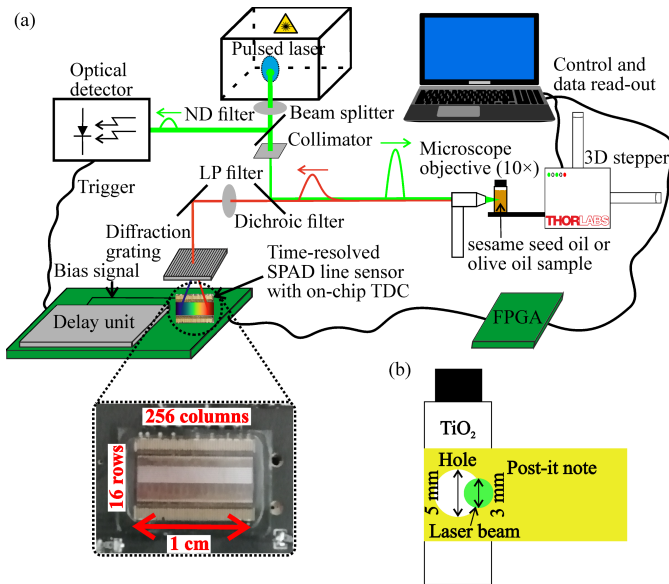 (a)
Pulsed laser
Optical
detector
ND filter
Beam splitter
Collimator
Control and
data read-out
Microscope
objective (10×)
3D stepper
Trigger
LP filter
Dichroic filter
THORLABS
sesame seed oil or
olive oil sample
Diffraction
grating
Time-resolved
SPAD line sensor
with on-chip TDC
Bias signal
Delay unit
FPGA
256 columns
16 rows
1 cm
(b)
TiO₂
Hole
Post-it note
5 mm
3 mm
Laser beam